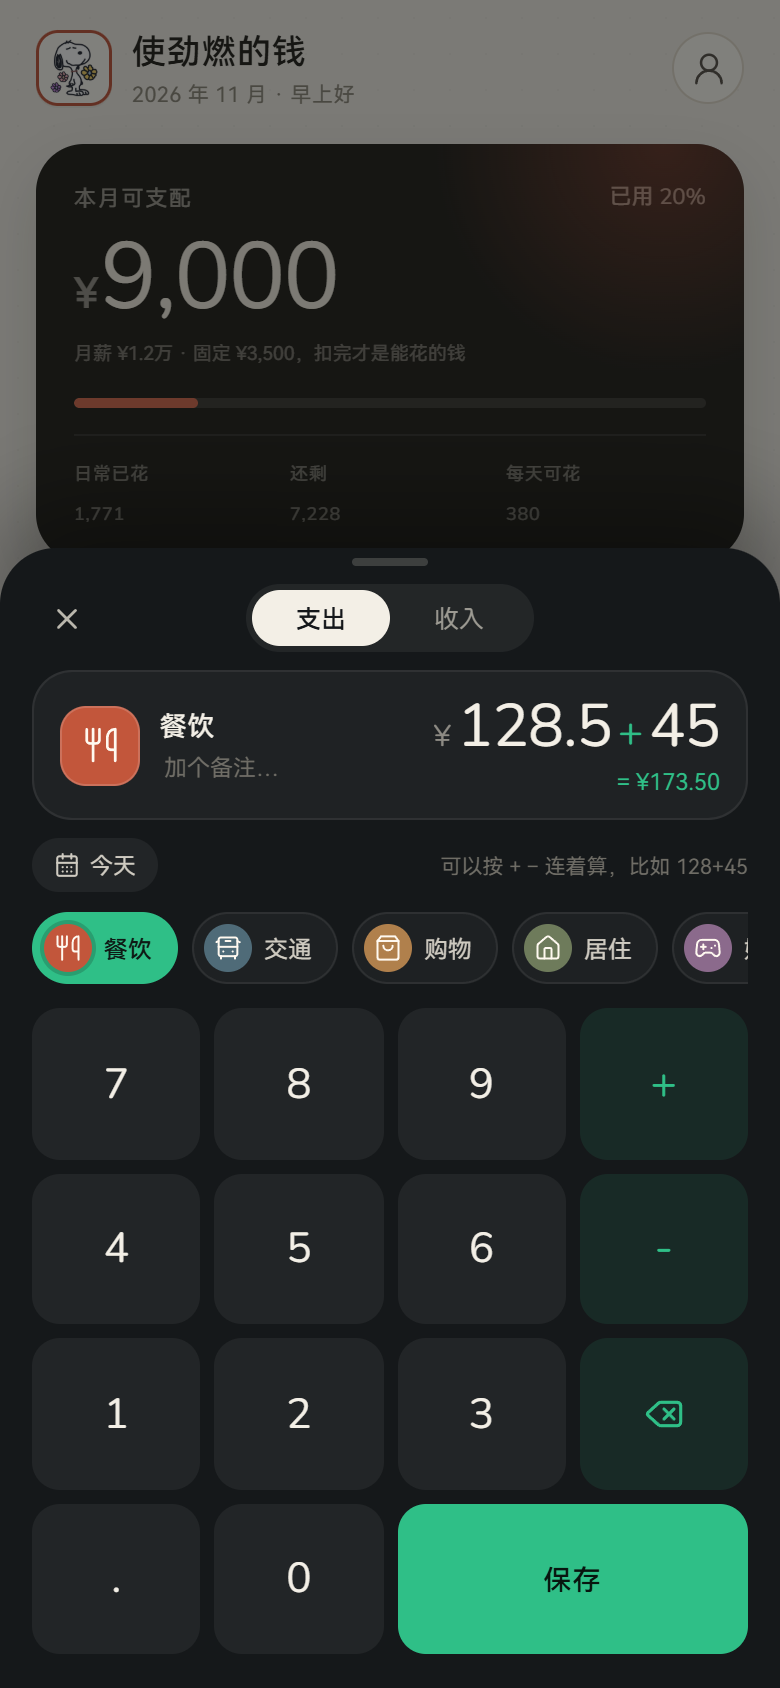 使劲燃的钱
2026 年 11 月 · 早上好
本月可支配
已用 20%
¥9,000
月薪 ¥1.2万 · 固定 ¥3,500，扣完才是能花的钱
日常已花 还剩 每天可花
1,771 7,228 380
支出 收入
餐饮
加个备注...
¥128.5+45
= ¥173.50
今天
可以按 + − 连着算，比如 128+45
餐饮 交通 购物 居住
7 8 9 +
4 5 6 -
1 2 3
. 0 保存